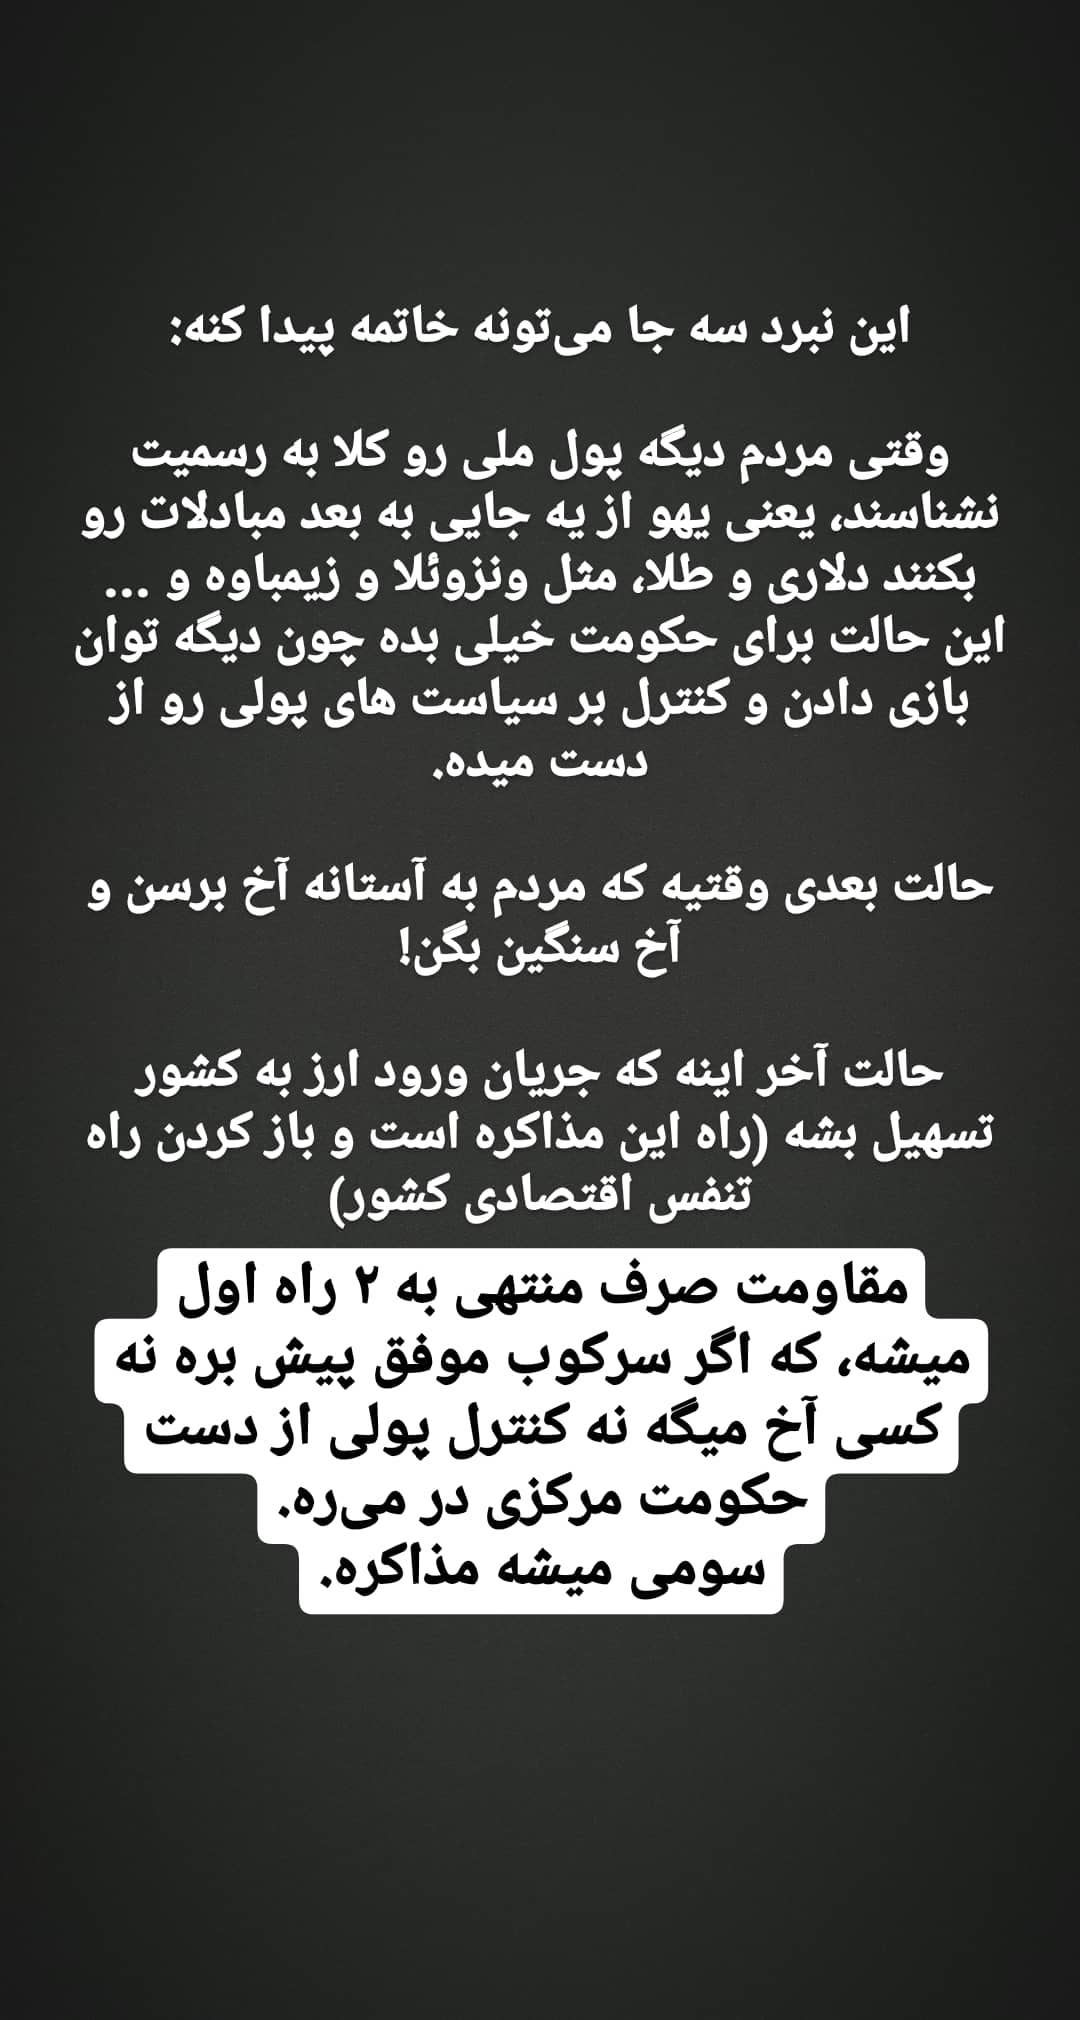 این نبرد سه جا می‌تونه خاتمه پیدا کنه:
وقتی مردم دیگه پول ملی رو کلا به رسمیت
نشناسند، یعنی یهو از یه جایی به بعد مبادلات رو
بکنند دلاری و طلا، مثل ونزوئلا و زیمباوه و ...
این حالت برای حکومت خیلی بده چون دیگه توان
بازی دادن و کنترل بر سیاست های پولی رو از
دست میده.
حالت بعدی وقتیه که مردم به آستانه آخ برسن و
آخ سنگین بگن!
حالت آخر اینه که جریان ورود ارز به کشور
تسهیل بشه (راه این مذاکره است و باز کردن راه
تنفس اقتصادی کشور)
مقاومت صرف منتهی به ۲ راه اول
میشه، که اگر سرکوب موفق پیش بره نه
کسی آخ میگه نه کنترل پولی از دست
حکومت مرکزی در می‌ره.
سومی میشه مذاکره.